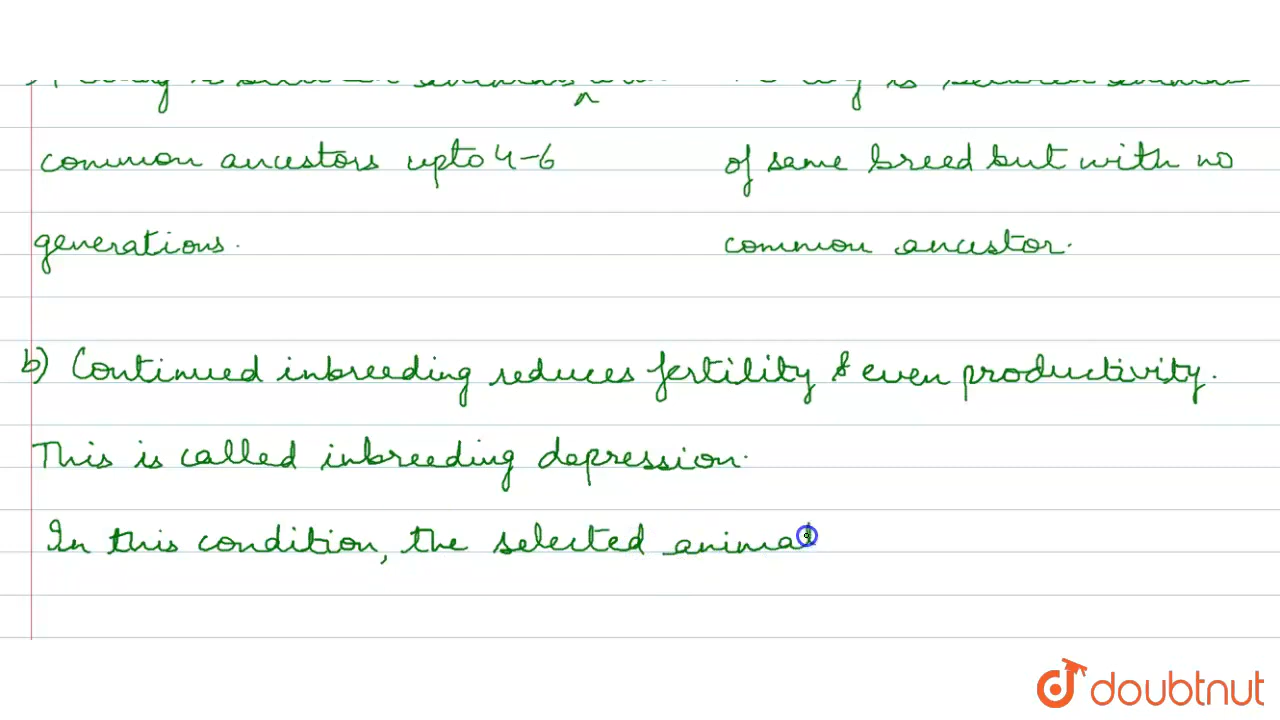 common ancestors upto 4-6
generations.
of same breed but with no
common ancestor.
b) Continued inbreeding reduces fertility & even productivity.
This is called inbreeding depression.
In this condition, the selected animal
doubtnut